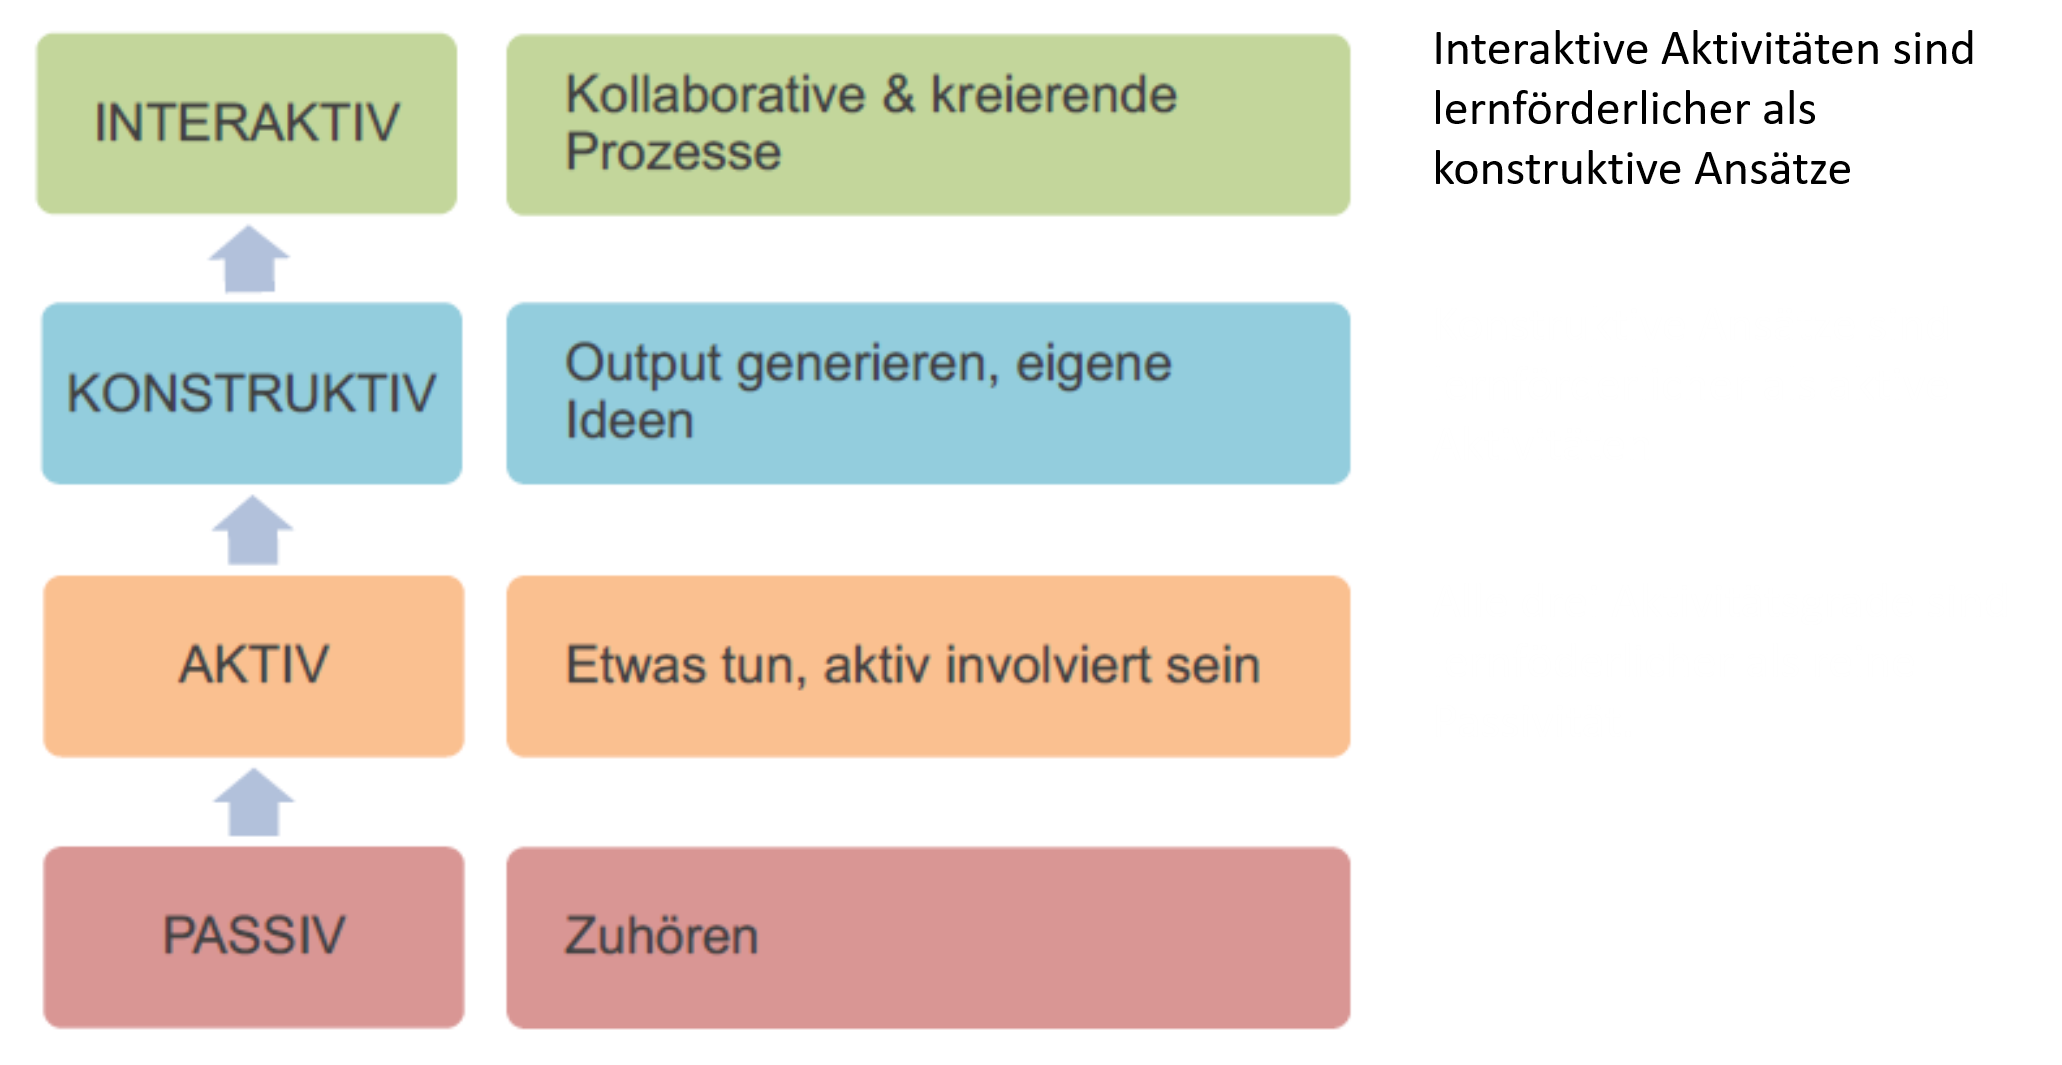 INTERAKTIV
Kollaborative & kreierende
Prozesse
Interaktive Aktivitäten sind
lernförderlicher als
konstruktive Ansätze
KONSTRUKTIV
Output generieren, eigene
Ideen
AKTIV
Etwas tun, aktiv involviert sein
PASSIV
Zuhören